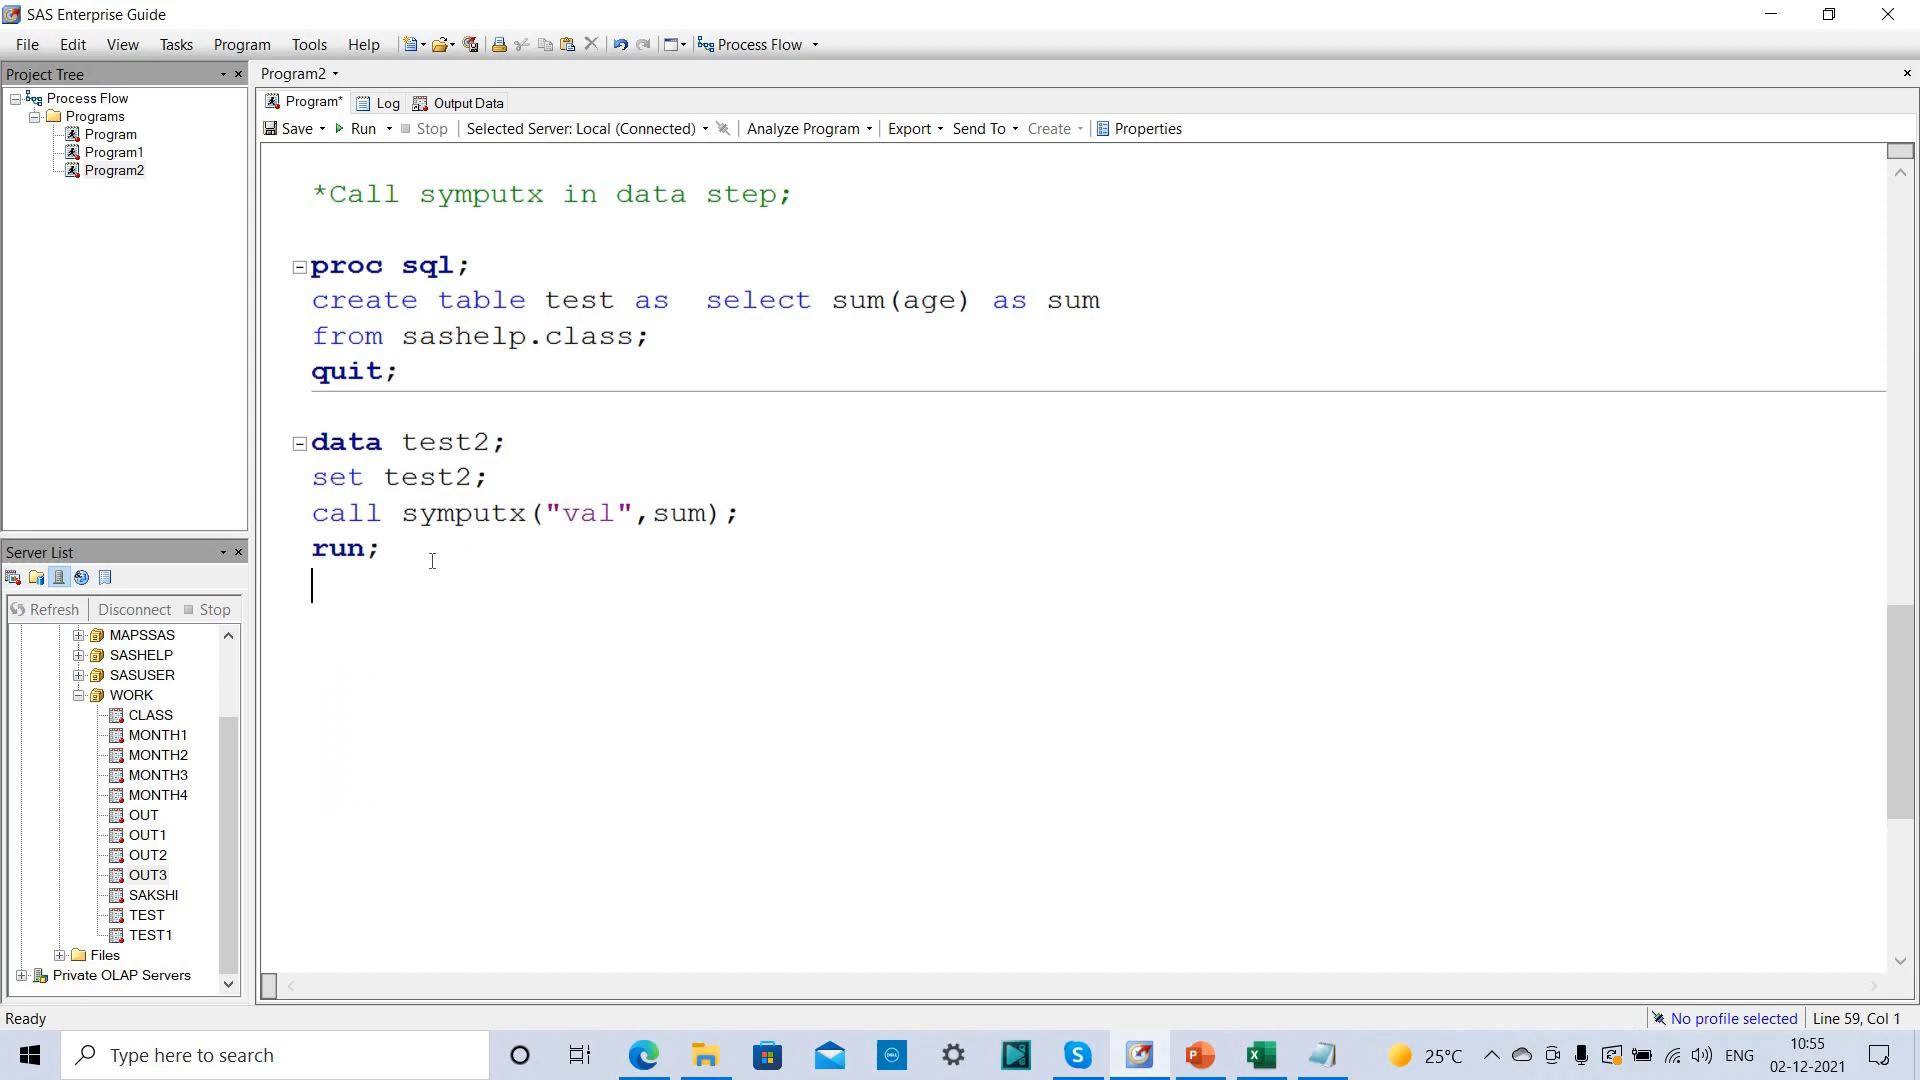 SAS Enterprise Guide
File Edit View Tasks Program Tools Help Process Flow
Project Tree
Process Flow
Programs
Program
Program1
Program2
Program2
Program* Log Output Data
Save Run Stop Selected Server: Local (Connected) Analyze Program Export Send To Create Properties
*Call symputx in data step;
proc sql;
create table test as  select sum(age) as sum
from sashelp.class;
quit;
data test2;
set test2;
call symputx("val",sum);
run;
Server List
Refresh Disconnect Stop
MAPSSAS
SASHELP
SASUSER
WORK
CLASS
MONTH1
MONTH2
MONTH3
MONTH4
OUT
OUT1
OUT2
OUT3
SAKSHI
TEST
TEST1
Files
Private OLAP Servers
Ready No profile selected Line 59, Col 1
Type here to search
25°C ENG
10:55
02-12-2021